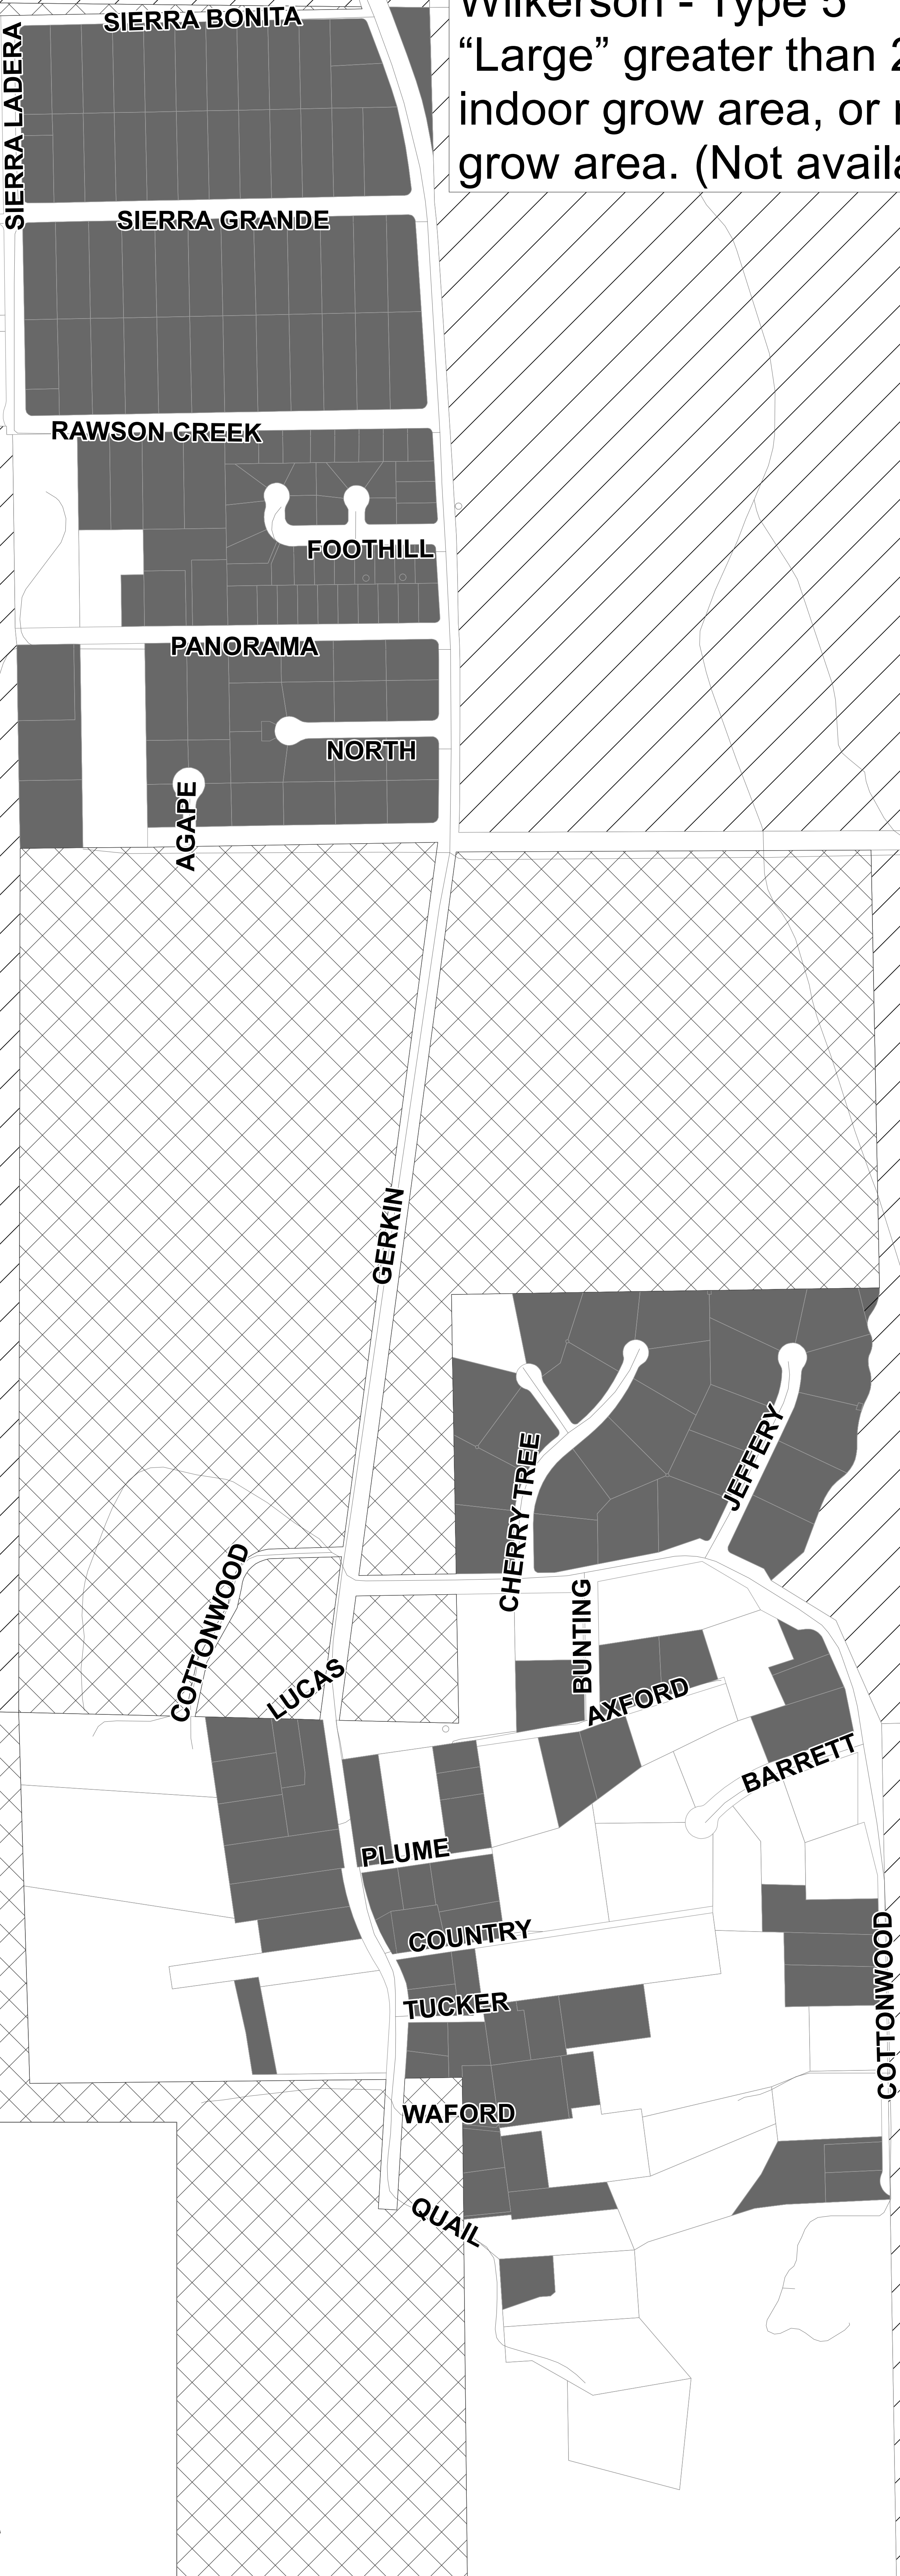 Wilkerson - Type 5
“Large” greater than 2
indoor grow area, or
grow area. (Not avail
SIERRA BONITA
SIERRA LADERA
SIERRA GRANDE
RAWSON CREEK
FOOTHILL
PANORAMA
NORTH
AGAPE
GERKIN
CHERRY TREE
JEFFERY
COTTONWOOD
BUNTING
LUCAS
AXFORD
BARRETT
PLUME
COUNTRY
COTTONWOOD
TUCKER
WAFORD
QUAIL